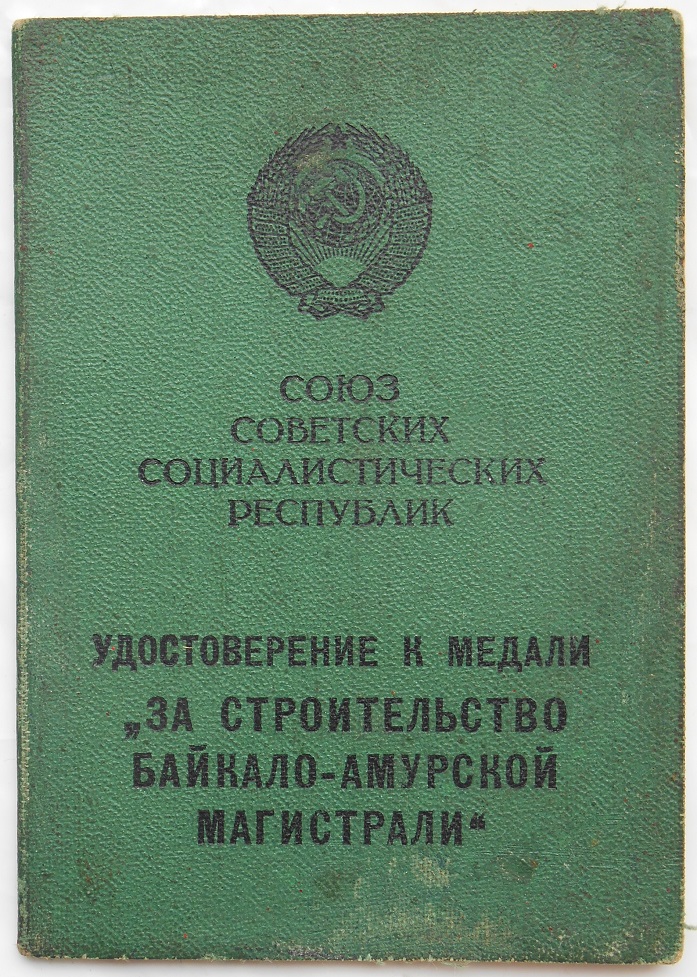 СОЮЗ
СОВЕТСКИХ
СОЦИАЛИСТИЧЕСКИХ
РЕСПУБЛИК
УДОСТОВЕРЕНИЕ К МЕДАЛИ
„ЗА СТРОИТЕЛЬСТВО
БАЙКАЛО-АМУРСКОЙ
МАГИСТРАЛИ“